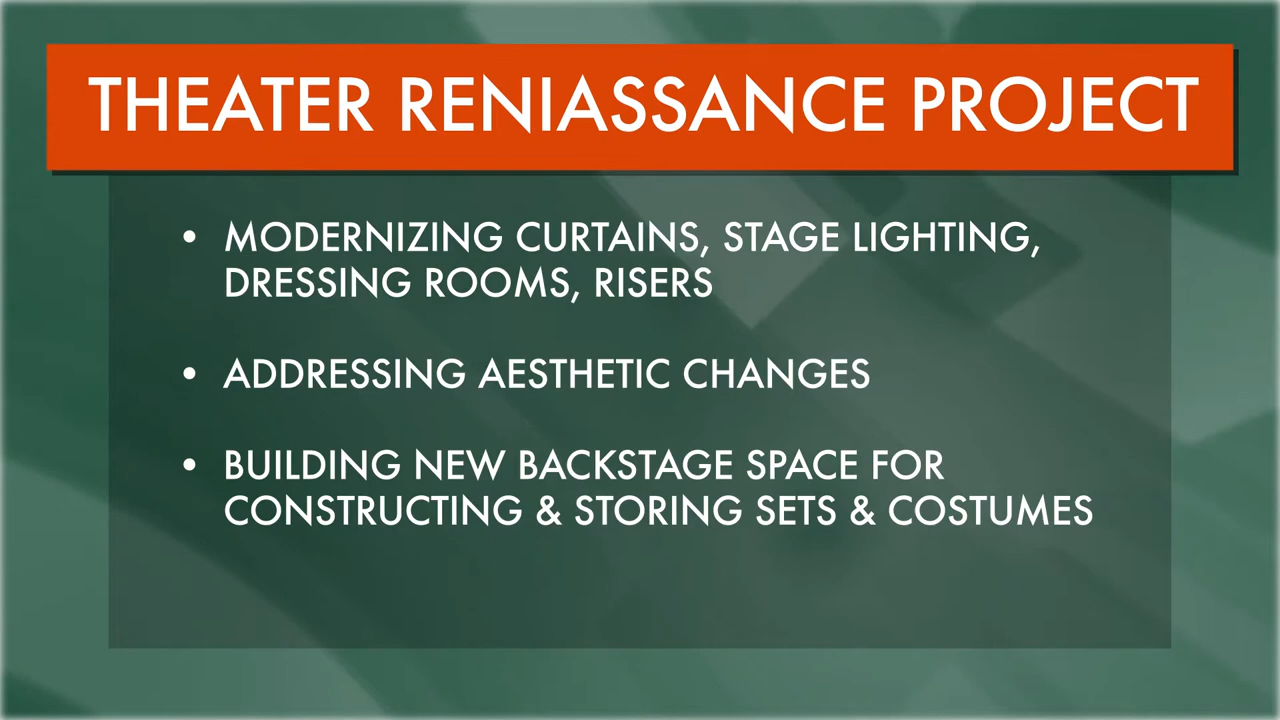 THEATER RENIASSANCE PROJECT
• MODERNIZING CURTAINS, STAGE LIGHTING,
DRESSING ROOMS, RISERS
• ADDRESSING AESTHETIC CHANGES
• BUILDING NEW BACKSTAGE SPACE FOR
CONSTRUCTING & STORING SETS & COSTUMES